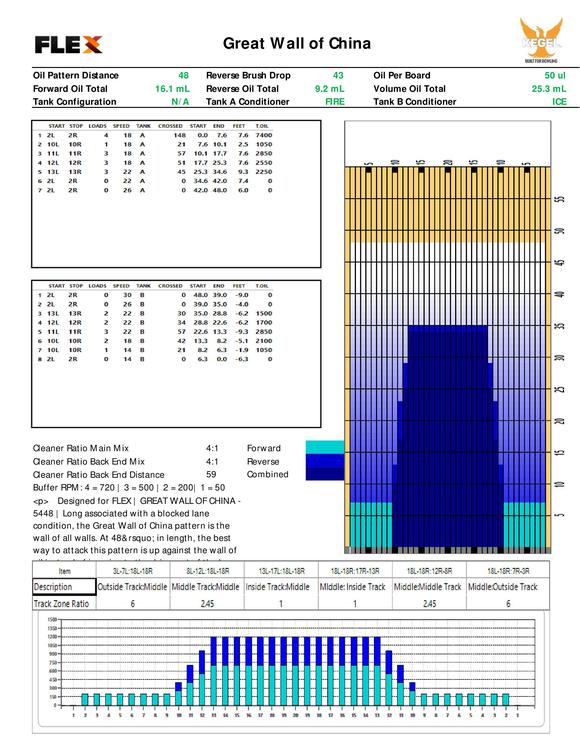 FLEX
Great Wall of China
KEGEL
BUILT FOR BOWLING
Oil Pattern Distance 48 Reverse Brush Drop 43 Oil Per Board 50 ul
Forward Oil Total 16.1 mL Reverse Oil Total 9.2 mL Volume Oil Total 25.3 mL
Tank Configuration N/A Tank A Conditioner FIRE Tank B Conditioner ICE
START STOP LOADS SPEED TANK CROSSED START END FEET T.OIL
1 2L 2R 4 18 A 148 0.0 7.6 7.6 7400
2 10L 10R 1 18 A 21 7.6 10.1 2.5 1050
3 11L 11R 3 18 A 57 10.1 17.7 7.6 2850
4 12L 12R 3 18 A 51 17.7 25.3 7.6 2550
5 13L 13R 3 22 A 45 25.3 34.6 9.3 2250
6 2L 2R 0 22 A 0 34.6 42.0 7.4 0
7 2L 2R 0 26 A 0 42.0 48.0 6.0 0
START STOP LOADS SPEED TANK CROSSED START END FEET T.OIL
1 2L 2R 0 30 B 0 48.0 39.0 -9.0 0
2 2L 2R 0 26 B 0 39.0 35.0 -4.0 0
3 13L 13R 2 22 B 30 35.0 28.8 -6.2 1500
4 12L 12R 2 22 B 34 28.8 22.6 -6.2 1700
5 11L 11R 3 22 B 57 22.6 13.3 -9.3 2850
6 10L 10R 2 18 B 42 13.3 8.2 -5.1 2100
7 10L 10R 1 14 B 21 8.2 6.3 -1.9 1050
8 2L 2R 0 14 B 0 6.3 0.0 -6.3 0
5 10 15 20 15 10 5
55
50
45
40
35
30
25
20
15
10
5
Cleaner Ratio Main Mix 4:1 Forward
Cleaner Ratio Back End Mix 4:1 Reverse
Cleaner Ratio Back End Distance 59 Combined
Buffer RPM: 4 = 720 | 3 = 500 | 2 = 200 | 1 = 50
<p> Designed for FLEX | GREAT WALL OF CHINA -
5448 | Long associated with a blocked lane
condition, the Great Wall of China pattern is the
wall of all walls. At 48&rsquo; in length, the best
way to attack this pattern is up against the wall of
Item 3L-7L:18L-18R 8L-12L:18L-18R 13L-17L:18L-18R 18L-18R:17R-13R 18L-18R:12R-8R 18L-18R:7R-3R
Description Outside Track:Middle Middle Track:Middle Inside Track:Middle MIddle: Inside Track Middle:Middle Track Middle:Outside Track
Track Zone Ratio 6 2.45 1 1 2.45 6
1500
1350
1200
1050
900
750
600
450
300
150
0
1 2 3 4 5 6 7 8 9 10 11 12 13 14 15 16 17 18 19 20 19 18 17 16 15 14 13 12 11 10 9 8 7 6 5 4 3 2 1